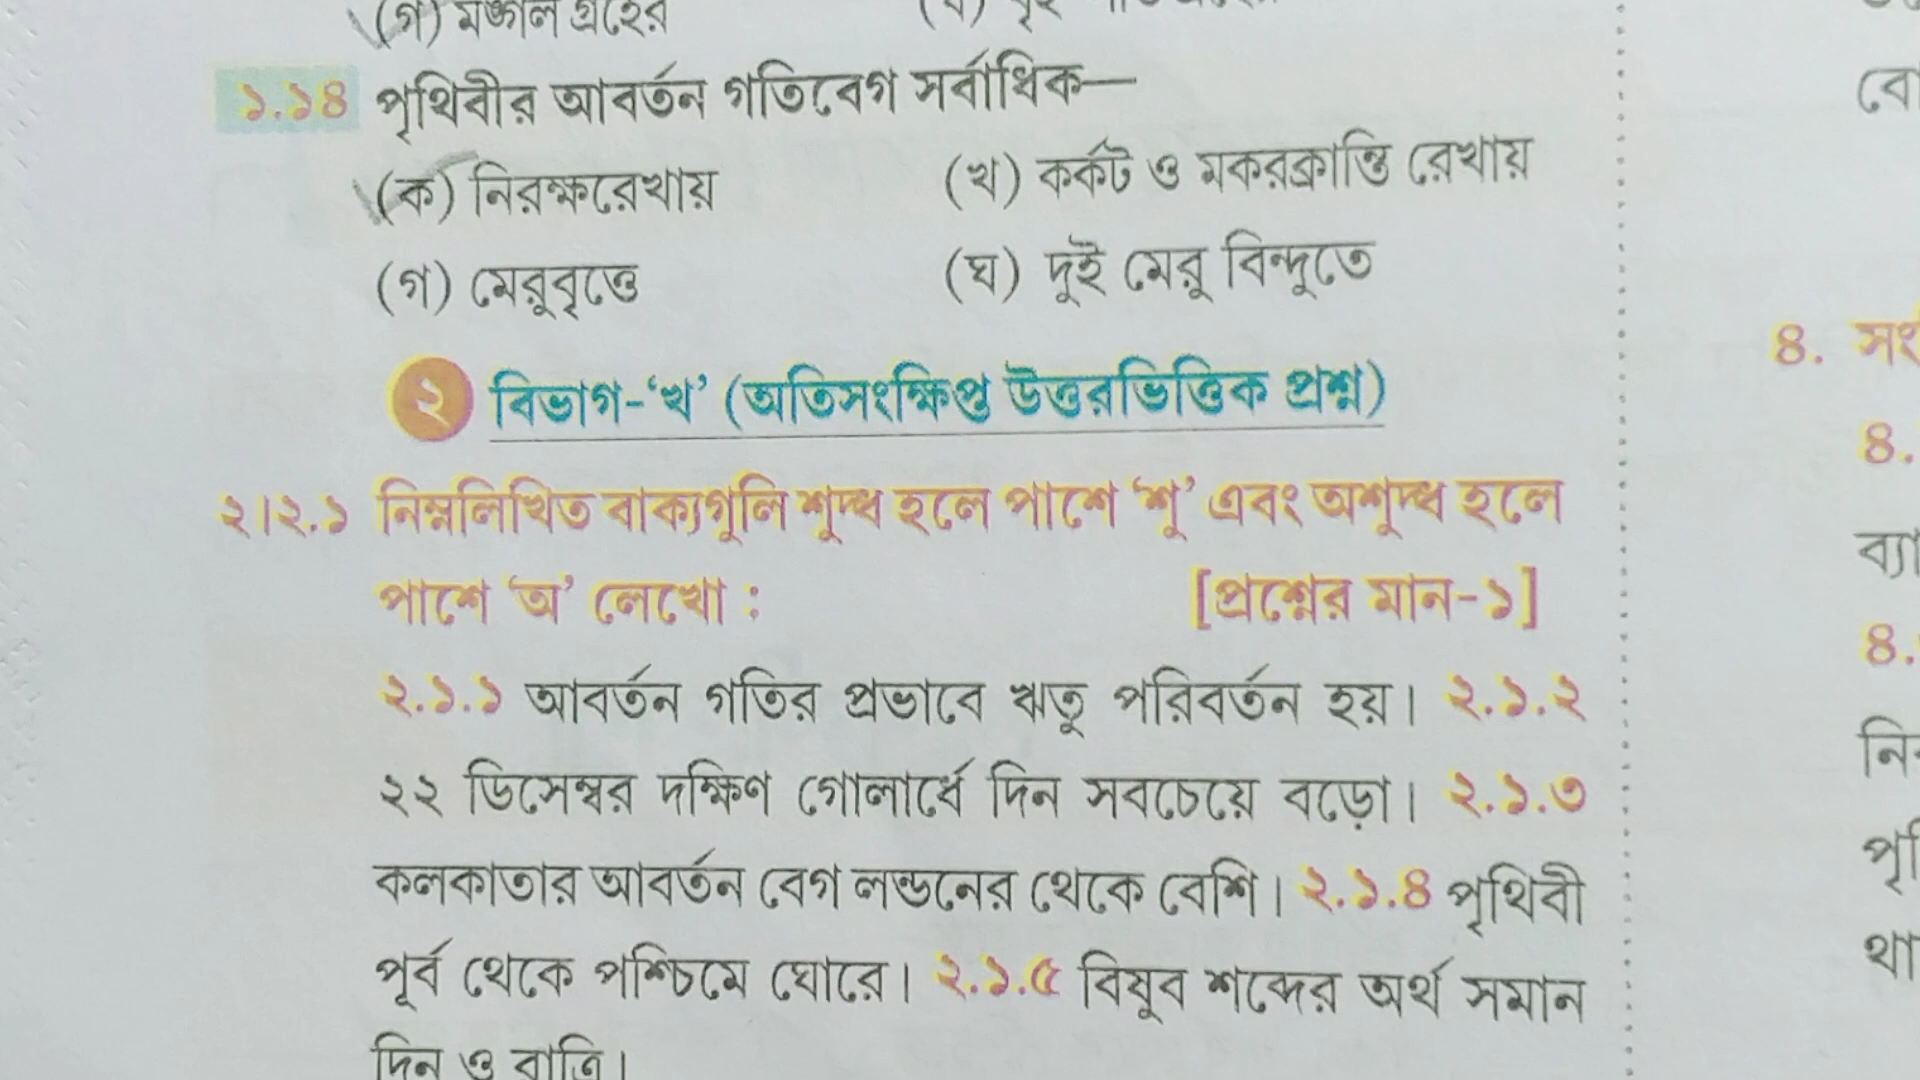 (গ) মঙ্গল গ্রহের
১.১৪ পৃথিবীর আবর্তন গতিবেগ সর্বাধিক—
(ক) নিরক্ষরেখায় (খ) কর্কট ও মকরক্রান্তি রেখায়
(গ) মেরুবৃত্তে (ঘ) দুই মেরু বিন্দুতে
২ বিভাগ-‘খ’ (অতিসংক্ষিপ্ত উত্তরভিত্তিক প্রশ্ন)
২।২.১ নিম্নলিখিত বাক্যগুলি শুদ্ধ হলে পাশে ‘শু’ এবং অশুদ্ধ হলে
পাশে ‘অ’ লেখো : [প্রশ্নের মান-১]
২.১.১ আবর্তন গতির প্রভাবে ঋতু পরিবর্তন হয়। ২.১.২
২২ ডিসেম্বর দক্ষিণ গোলার্ধে দিন সবচেয়ে বড়ো। ২.১.৩
কলকাতার আবর্তন বেগ লন্ডনের থেকে বেশি। ২.১.৪ পৃথিবী
পূর্ব থেকে পশ্চিমে ঘোরে। ২.১.৫ বিষুব শব্দের অর্থ সমান
দিন ও রাত্রি।
৪.
৪.
৪.